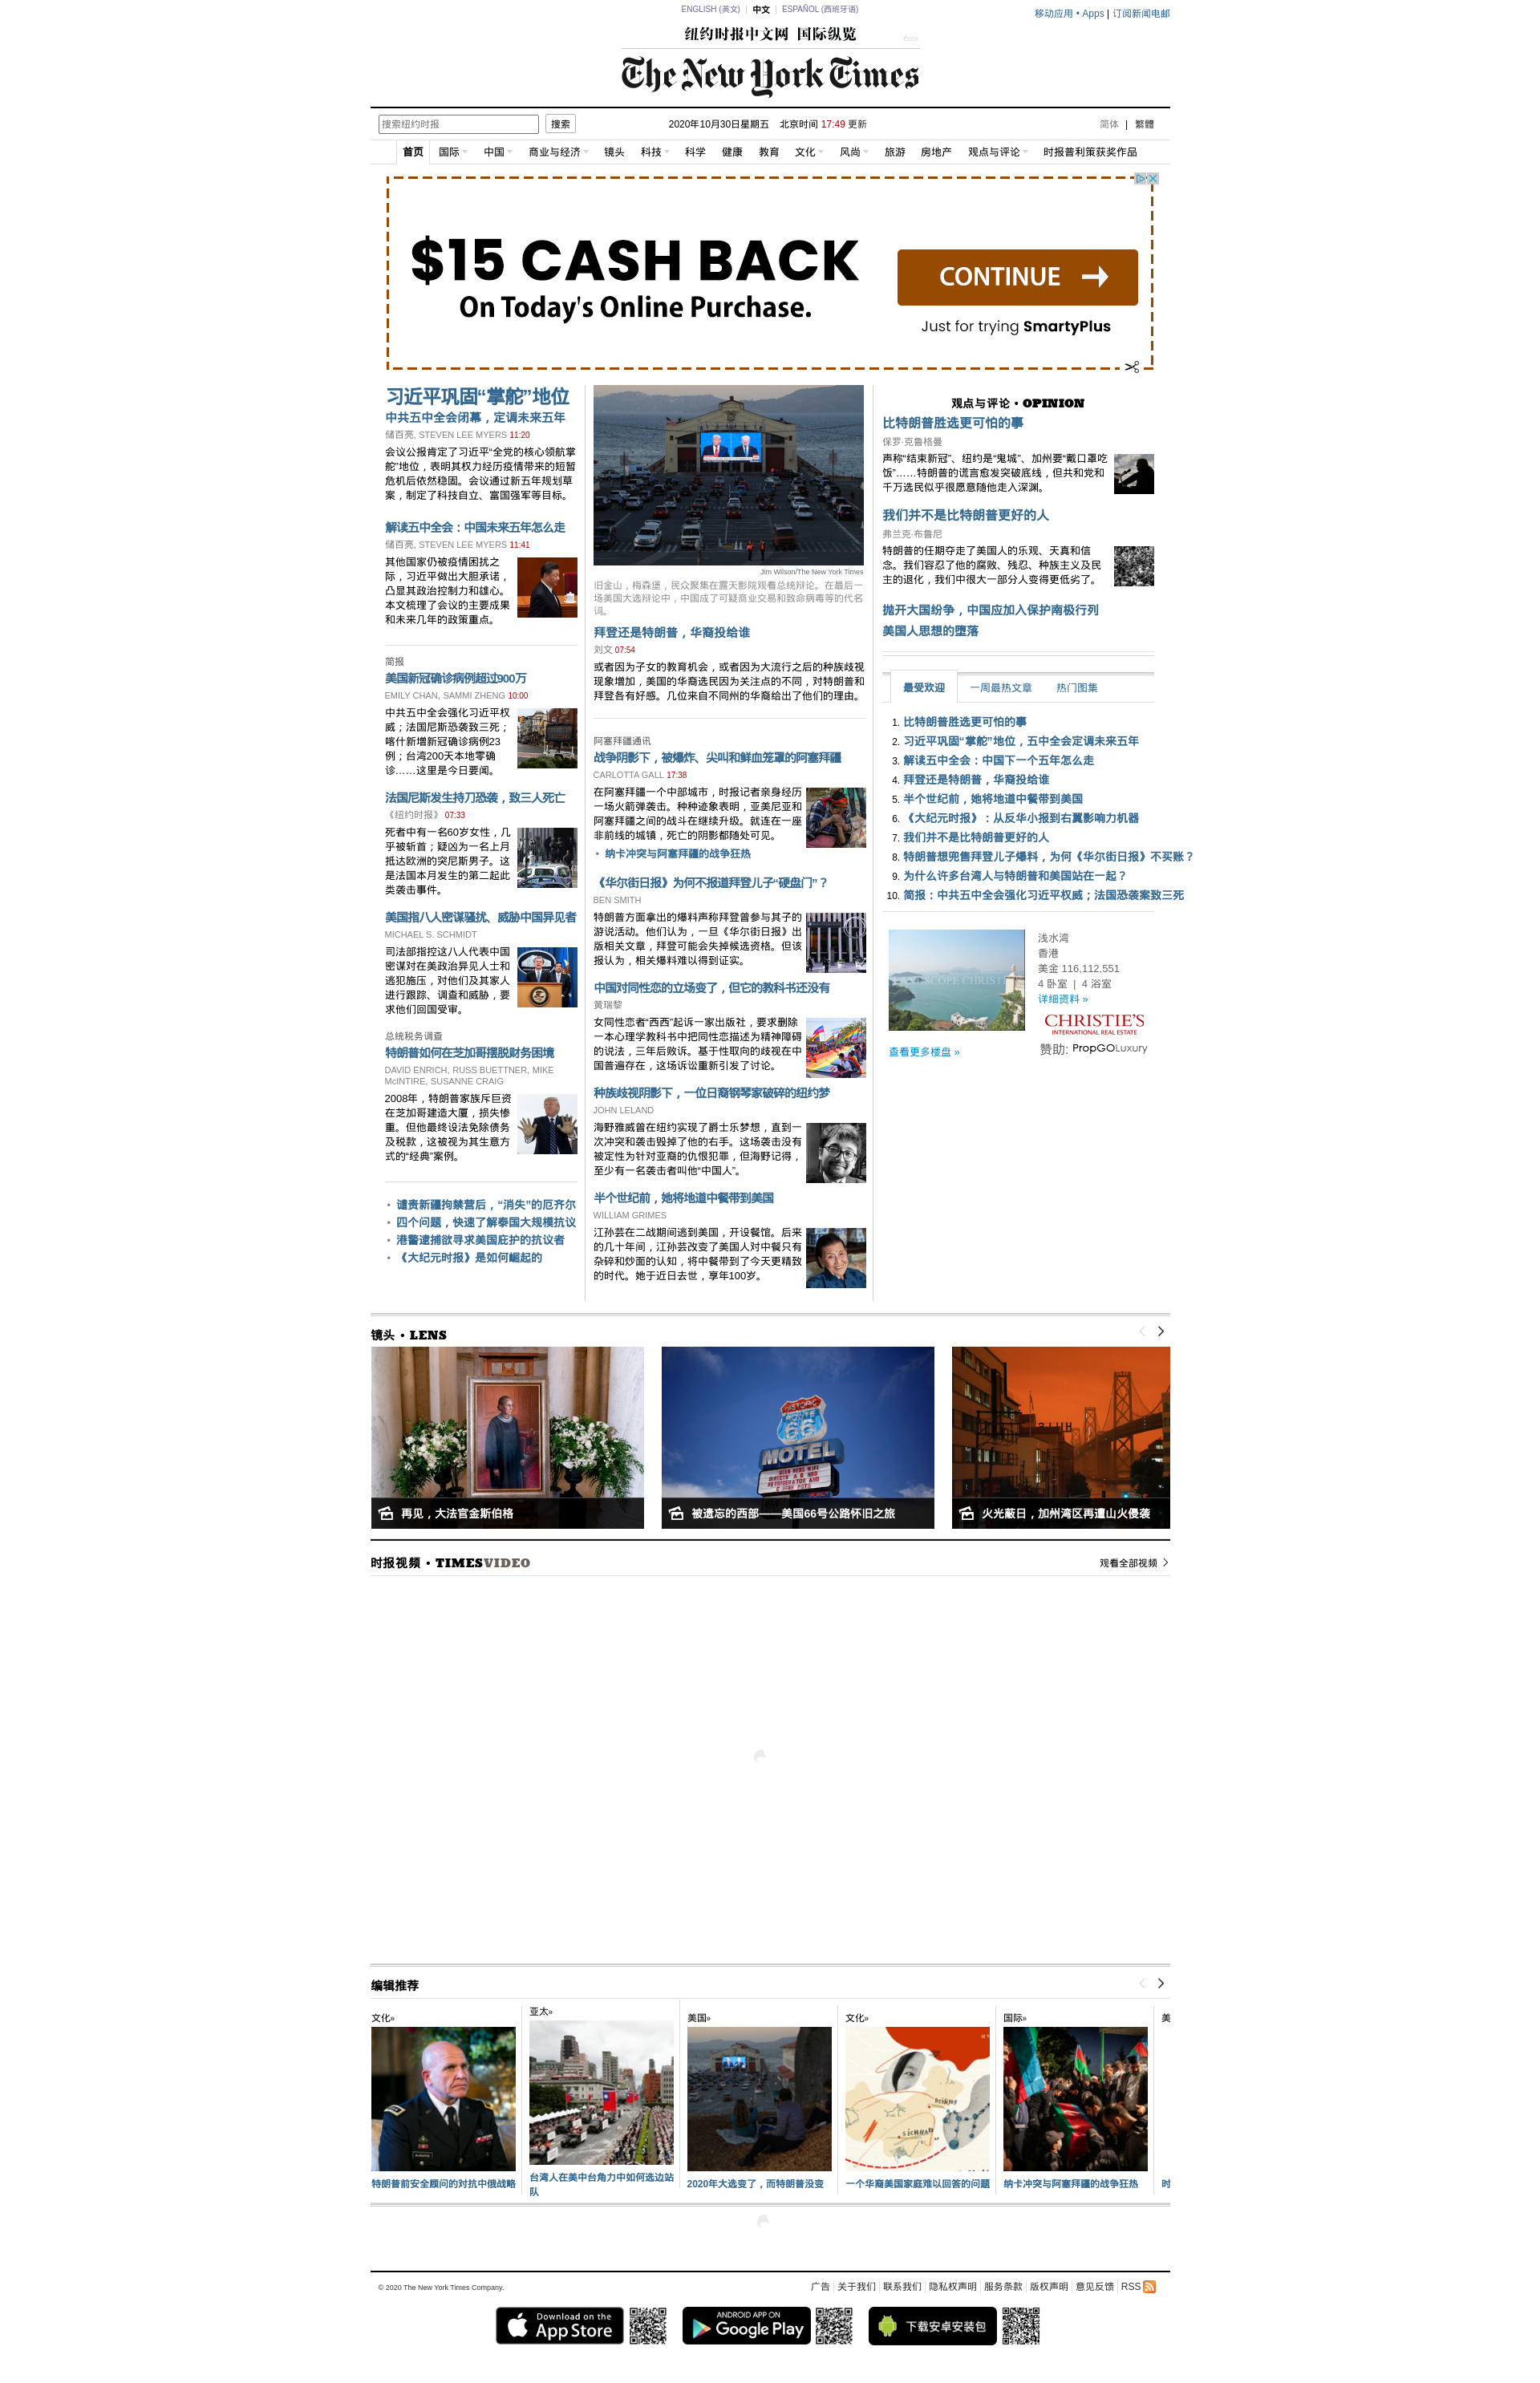 ENGLISH (英文) | 中文 | ESPAÑOL (西班牙语)
移动应用 • Apps | 订阅新闻电邮
纽约时报中文网 国际纵览
Beta
The New York Times
搜索纽约时报
搜索
2020年10月30日星期五 北京时间 17:49 更新
简体 | 繁體
首页 国际 中国 商业与经济 镜头 科技 科学 健康 教育 文化 风尚 旅游 房地产 观点与评论 时报普利策获奖作品
$15 CASH BACK
On Today's Online Purchase.
CONTINUE
Just for trying SmartyPlus
习近平巩固“掌舵”地位
中共五中全会闭幕，定调未来五年
储百亮, STEVEN LEE MYERS 11:20
会议公报肯定了习近平“全党的核心领航掌
舵”地位，表明其权力经历疫情带来的短暂
危机后依然稳固。会议通过新五年规划草
案，制定了科技自立、富国强军等目标。
解读五中全会：中国未来五年怎么走
储百亮, STEVEN LEE MYERS 11:41
其他国家仍被疫情困扰之
际，习近平做出大胆承诺，
凸显其政治控制力和雄心。
本文梳理了会议的主要成果
和未来几年的政策重点。
简报
美国新冠确诊病例超过900万
EMILY CHAN, SAMMI ZHENG 10:00
中共五中全会强化习近平权
威；法国尼斯恐袭致三死；
喀什新增新冠确诊病例23
例；台湾200天本地零确
诊……这里是今日要闻。
法国尼斯发生持刀恐袭，致三人死亡
《纽约时报》 07:33
死者中有一名60岁女性，几
乎被斩首；疑凶为一名上月
抵达欧洲的突尼斯男子。这
是法国本月发生的第二起此
类袭击事件。
美国指八人密谋骚扰、威胁中国异见者
MICHAEL S. SCHMIDT
司法部指控这八人代表中国
密谋对在美政治异见人士和
逃犯施压，对他们及其家人
进行跟踪、调查和威胁，要
求他们回国受审。
总统税务调查
特朗普如何在芝加哥摆脱财务困境
DAVID ENRICH, RUSS BUETTNER, MIKE
McINTIRE, SUSANNE CRAIG
2008年，特朗普家族斥巨资
在芝加哥建造大厦，损失惨
重。但他最终设法免除债务
及税款，这被视为其生意方
式的“经典”案例。
• 谴责新疆拘禁营后，“消失”的厄齐尔
• 四个问题，快速了解泰国大规模抗议
• 港警逮捕欲寻求美国庇护的抗议者
• 《大纪元时报》是如何崛起的
Jim Wilson/The New York Times
旧金山，梅森堡，民众聚集在露天影院观看总统辩论。在最后一
场美国大选辩论中，中国成了可疑商业交易和致命病毒等的代名
词。
拜登还是特朗普，华裔投给谁
刘文 07:54
或者因为子女的教育机会，或者因为大流行之后的种族歧视
现象增加，美国的华裔选民因为关注点的不同，对特朗普和
拜登各有好感。几位来自不同州的华裔给出了他们的理由。
阿塞拜疆通讯
战争阴影下，被爆炸、尖叫和鲜血笼罩的阿塞拜疆
CARLOTTA GALL 17:38
在阿塞拜疆一个中部城市，时报记者亲身经历
一场火箭弹袭击。种种迹象表明，亚美尼亚和
阿塞拜疆之间的战斗在继续升级。就连在一座
非前线的城镇，死亡的阴影都随处可见。
• 纳卡冲突与阿塞拜疆的战争狂热
《华尔街日报》为何不报道拜登儿子“硬盘门”？
BEN SMITH
特朗普方面拿出的爆料声称拜登曾参与其子的
游说活动。他们认为，一旦《华尔街日报》出
版相关文章，拜登可能会失掉候选资格。但该
报认为，相关爆料难以得到证实。
中国对同性恋的立场变了，但它的教科书还没有
黄瑞黎
女同性恋者“西西”起诉一家出版社，要求删除
一本心理学教科书中把同性恋描述为精神障碍
的说法，三年后败诉。基于性取向的歧视在中
国普遍存在，这场诉讼重新引发了讨论。
种族歧视阴影下，一位日裔钢琴家破碎的纽约梦
JOHN LELAND
海野雅威曾在纽约实现了爵士乐梦想，直到一
次冲突和袭击毁掉了他的右手。这场袭击没有
被定性为针对亚裔的仇恨犯罪，但海野记得，
至少有一名袭击者叫他“中国人”。
半个世纪前，她将地道中餐带到美国
WILLIAM GRIMES
江孙芸在二战期间逃到美国，开设餐馆。后来
的几十年间，江孙芸改变了美国人对中餐只有
杂碎和炒面的认知，将中餐带到了今天更精致
的时代。她于近日去世，享年100岁。
观点与评论 • OPINION
比特朗普胜选更可怕的事
保罗·克鲁格曼
声称“结束新冠”、纽约是“鬼城”、加州要“戴口罩吃
饭”……特朗普的谎言愈发突破底线，但共和党和
千万选民似乎很愿意随他走入深渊。
我们并不是比特朗普更好的人
弗兰克·布鲁尼
特朗普的任期夺走了美国人的乐观、天真和信
念。我们容忍了他的腐败、残忍、种族主义及民
主的退化，我们中很大一部分人变得更低劣了。
抛开大国纷争，中国应加入保护南极行列
美国人思想的堕落
最受欢迎 一周最热文章 热门图集
1. 比特朗普胜选更可怕的事
2. 习近平巩固“掌舵”地位，五中全会定调未来五年
3. 解读五中全会：中国下一个五年怎么走
4. 拜登还是特朗普，华裔投给谁
5. 半个世纪前，她将地道中餐带到美国
6. 《大纪元时报》：从反华小报到右翼影响力机器
7. 我们并不是比特朗普更好的人
8. 特朗普想兜售拜登儿子爆料，为何《华尔街日报》不买账？
9. 为什么许多台湾人与特朗普和美国站在一起？
10. 简报：中共五中全会强化习近平权威；法国恐袭案致三死
浅水湾
香港
美金 116,112,551
4 卧室 | 4 浴室
详细资料 »
CHRISTIE'S
INTERNATIONAL REAL ESTATE
查看更多楼盘 »
赞助: PropGOLuxury
镜头 • LENS
HISTORIC
ROUTE
66
MOTEL
再见，大法官金斯伯格
被遗忘的西部——美国66号公路怀旧之旅
火光蔽日，加州湾区再遭山火侵袭
时报视频 • TIMESVIDEO
观看全部视频
编辑推荐
文化»
亚太»
美国»
文化»
国际»
美
特朗普前安全顾问的对抗中俄战略
台湾人在美中台角力中如何选边站
队
2020年大选变了，而特朗普没变
一个华裔美国家庭难以回答的问题
纳卡冲突与阿塞拜疆的战争狂热
时
© 2020 The New York Times Company.
广告 关于我们 联系我们 隐私权声明 服务条款 版权声明 意见反馈 RSS
Download on the
App Store
ANDROID APP ON
Google Play
下载安卓安装包